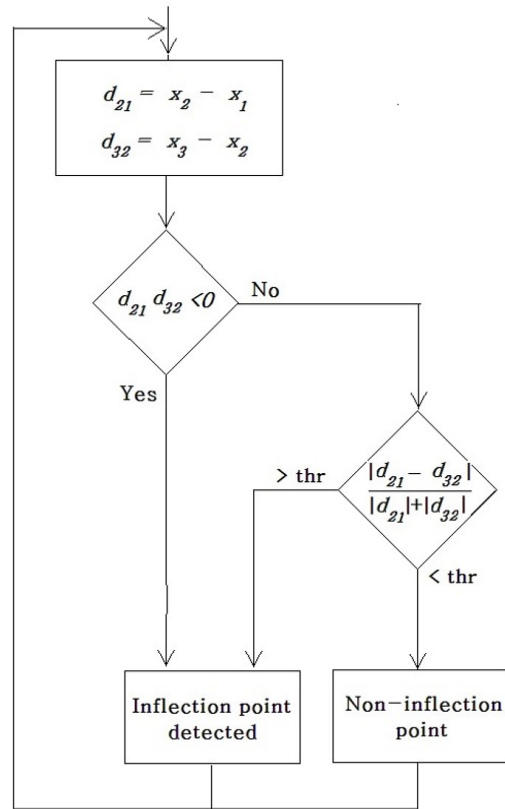 d₂₁ = x₂ − x₁
d₃₂ = x₃ − x₂
d₂₁ d₃₂ <0
No
Yes
> thr
|d₂₁ − d₃₂|
|d₂₁|+|d₃₂|
< thr
Inflection point
detected
Non-inflection
point